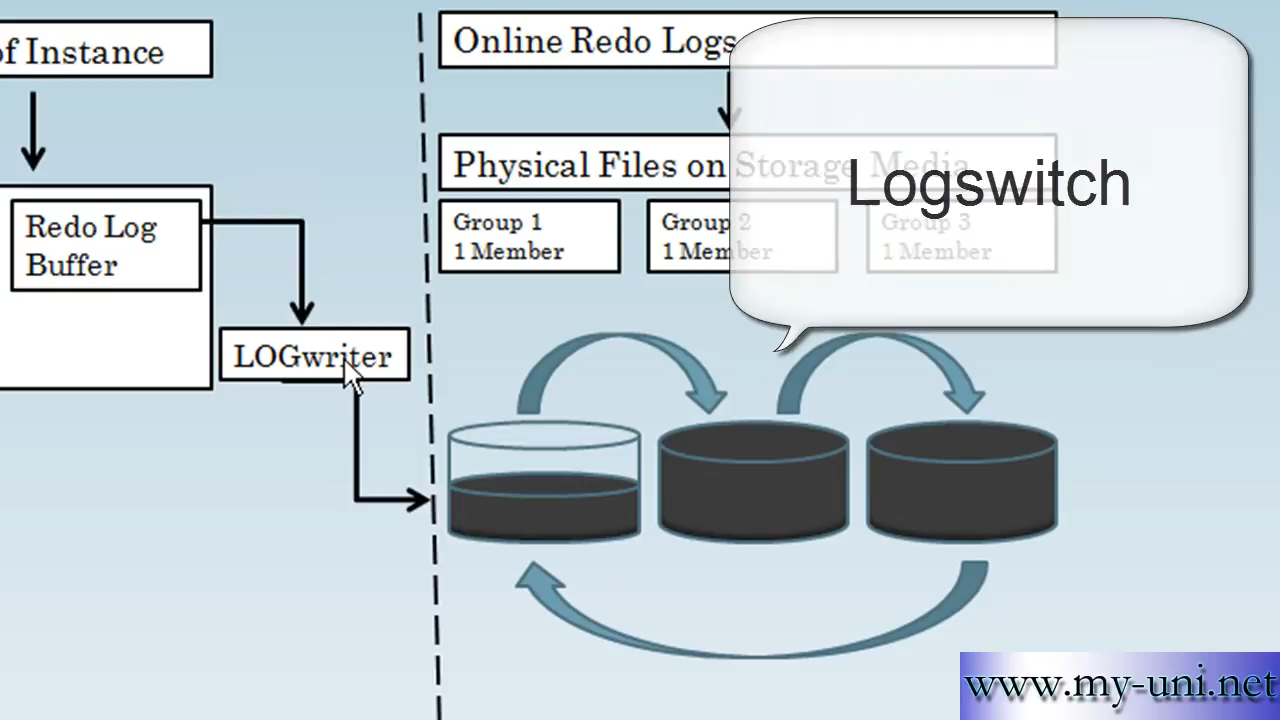 of Instance
Online Redo Logs
Physical Files on Storage Media
Logswitch
Redo Log
Buffer
Group 1
1 Member
Group 2
1 Member
Group 3
1 Member
LOGwriter
www.my-uni.net